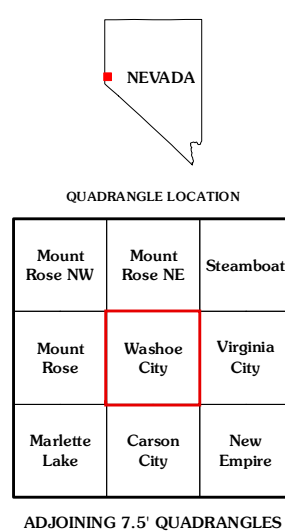 NEVADA
QUADRANGLE LOCATION
Mount
Rose NW
Mount
Rose NE
Steamboat
Mount
Rose
Washoe
City
Virginia
City
Marlette
Lake
Carson
City
New
Empire
ADJOINING 7.5' QUADRANGLES